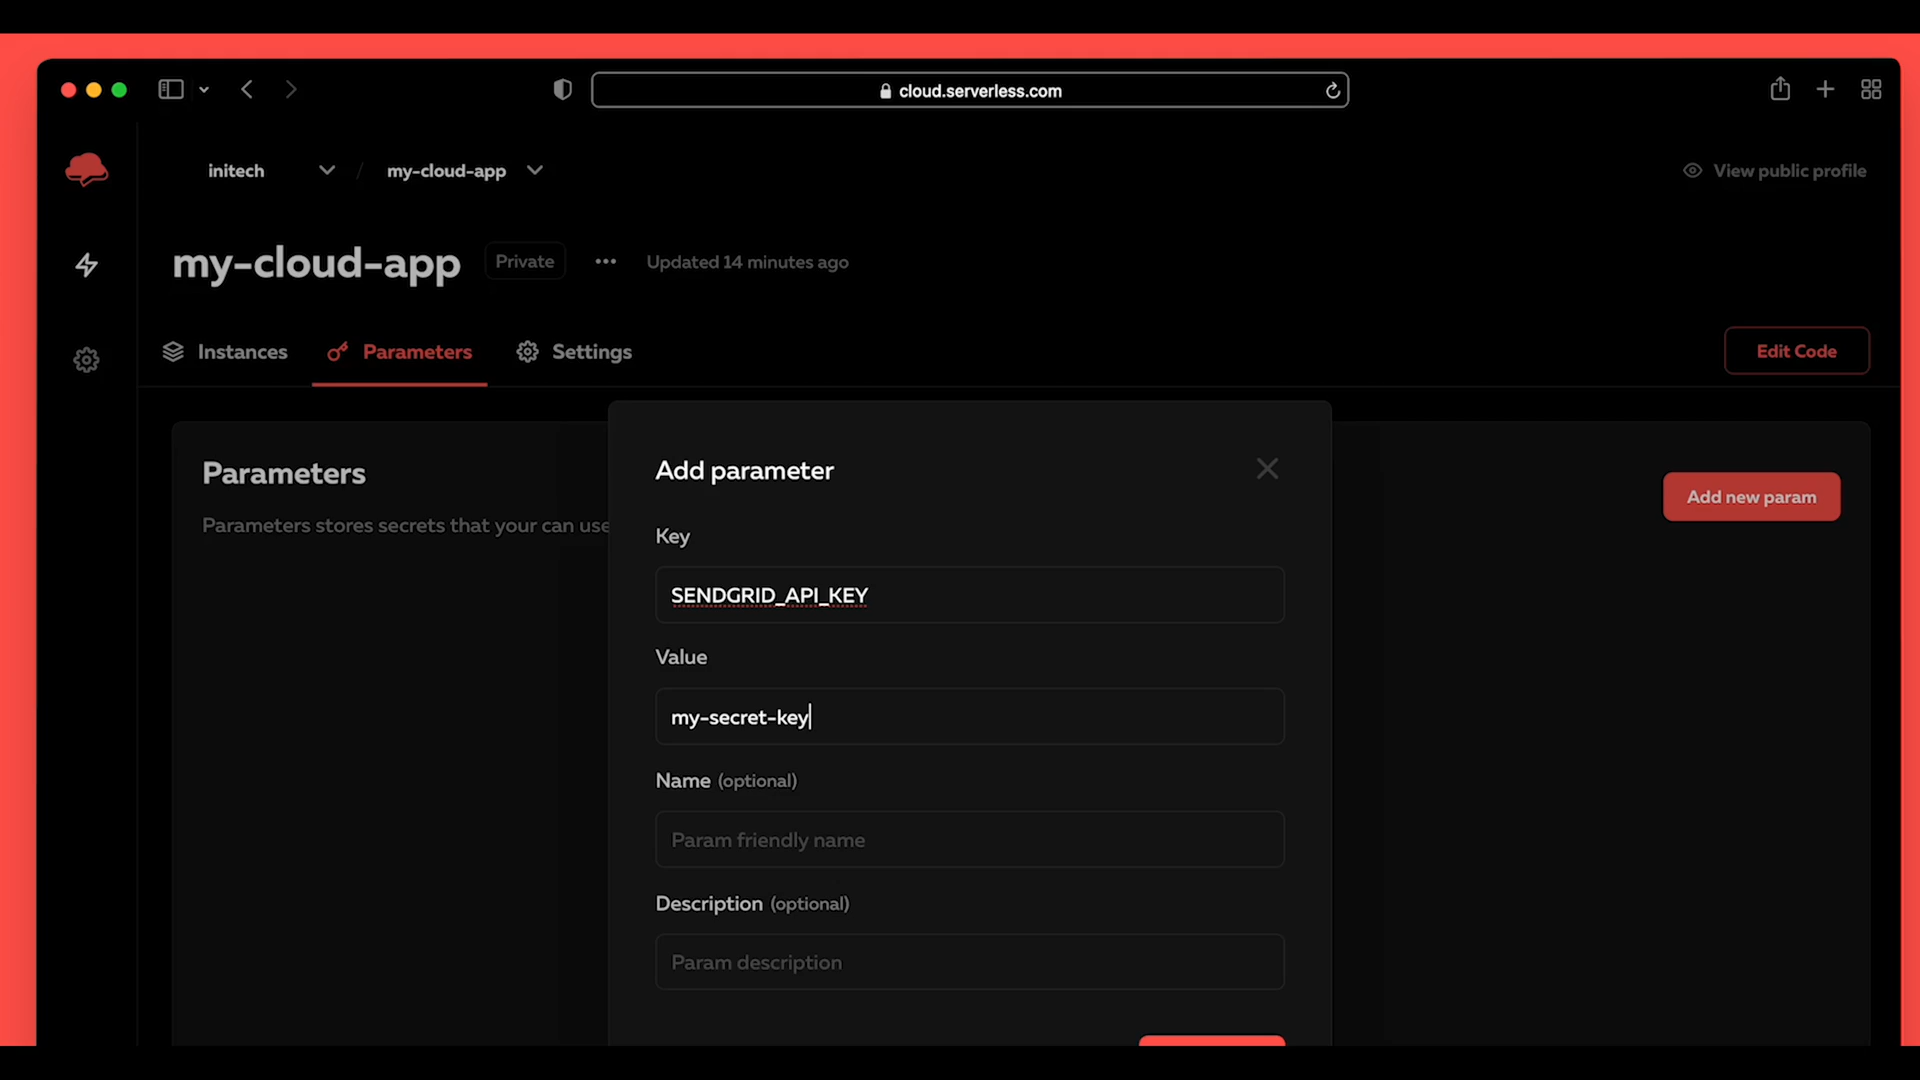 cloud.serverless.com
initech / my-cloud-app
View public profile
my-cloud-app Private ••• Updated 14 minutes ago
Instances Parameters Settings Edit Code
Parameters
Parameters stores secrets that your can use
Add new param
Add parameter
Key
SENDGRID_API_KEY
Value
my-secret-key
Name (optional)
Param friendly name
Description (optional)
Param description